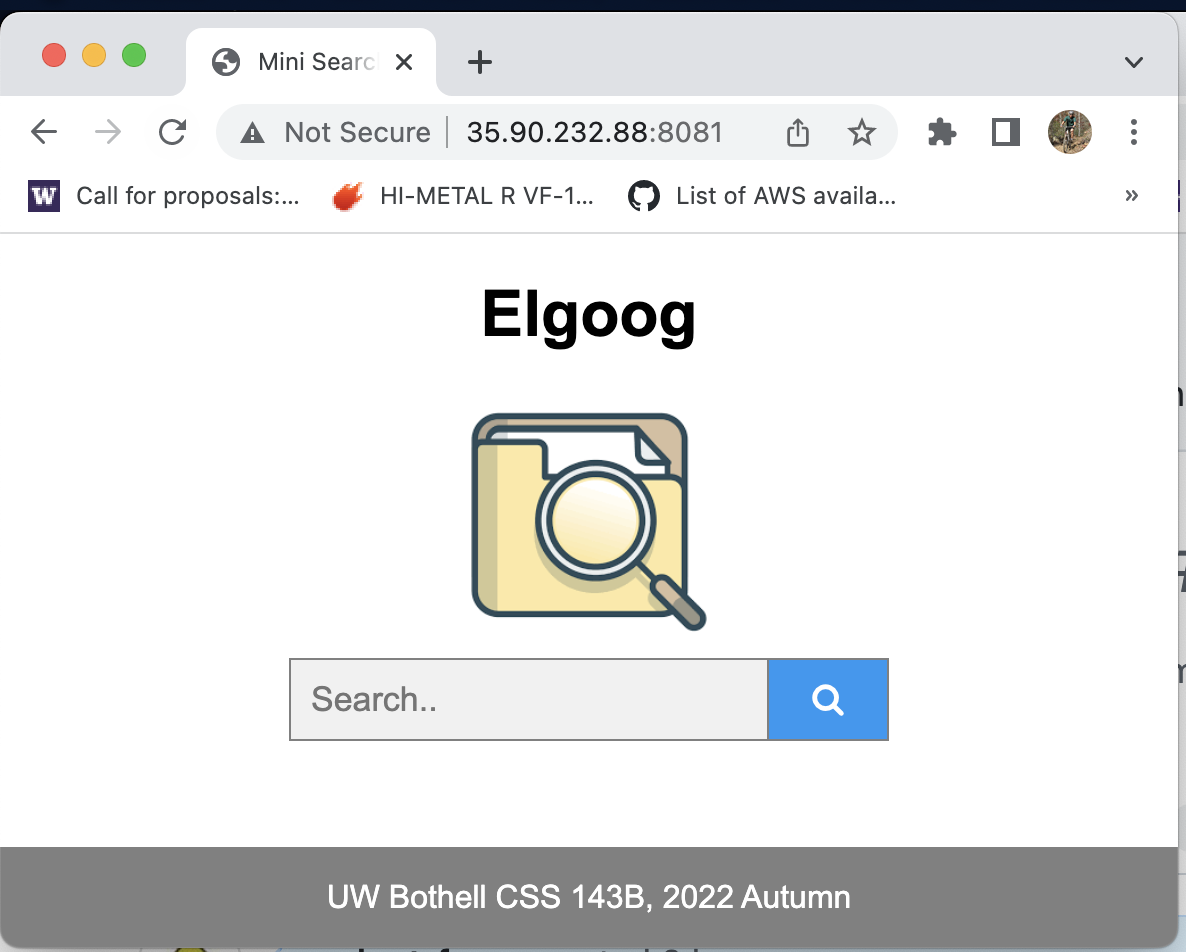 Mini Searc
Not Secure 35.90.232.88:8081
W Call for proposals:... HI-METAL R VF-1... List of AWS availa... »
Elgoog
Search..
UW Bothell CSS 143B, 2022 Autumn